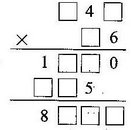 □ 4 □
× □ 6
1 □ □ 0
□ □ 5
8 □ □ □